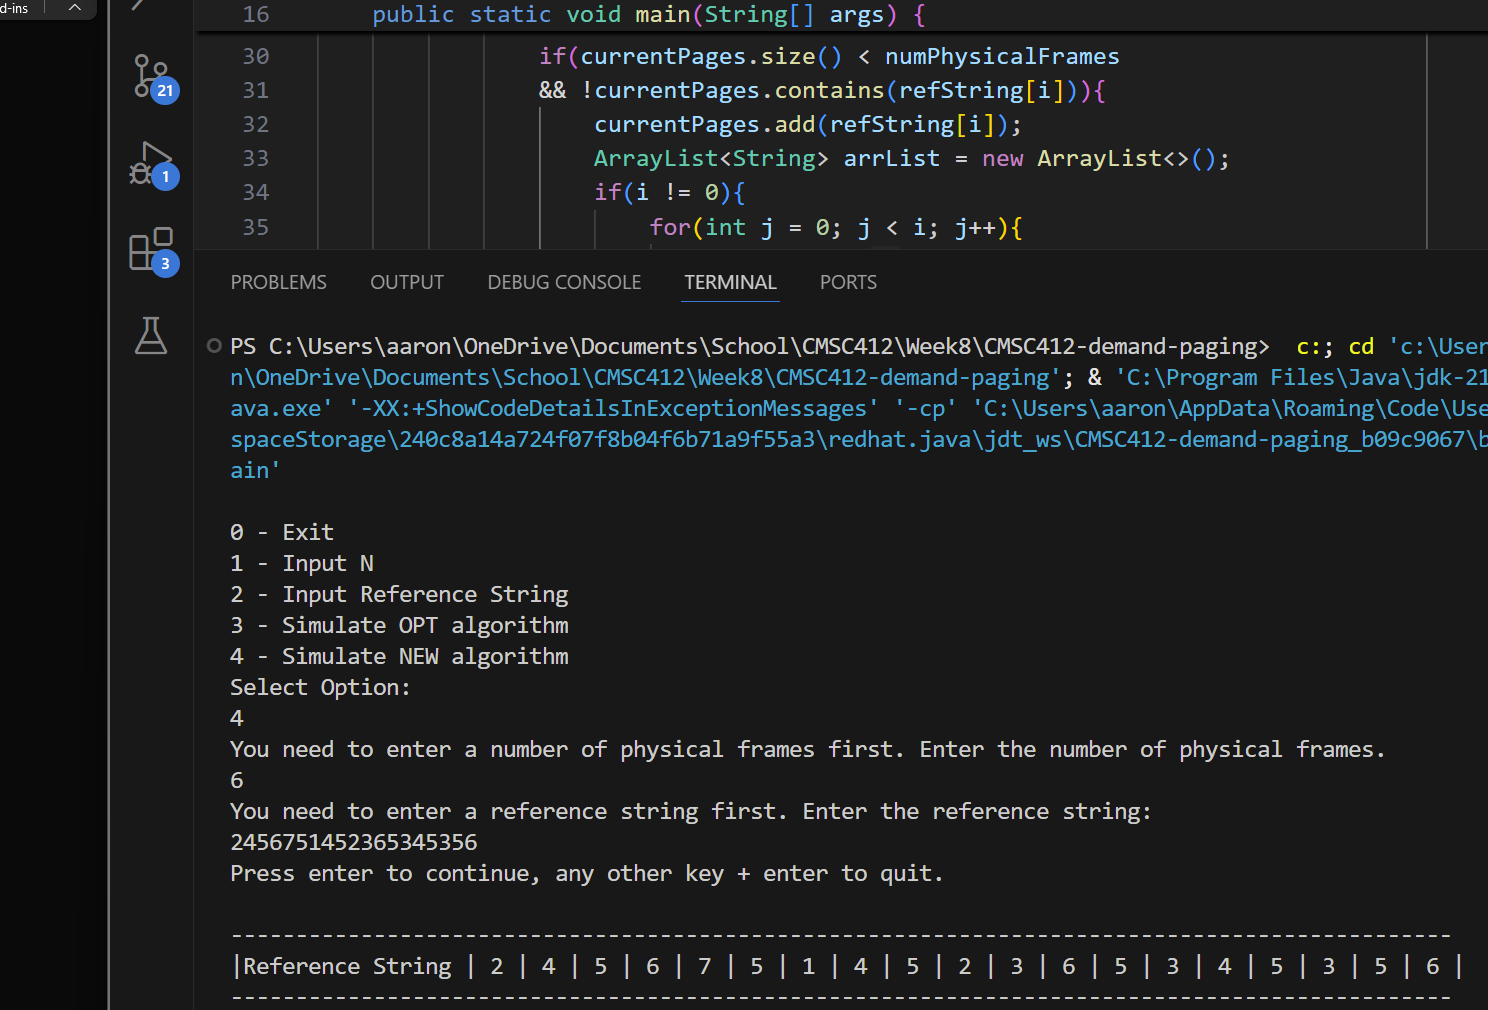 d-ins
16 public static void main(String[] args) {
30 if(currentPages.size() < numPhysicalFrames
31 && !currentPages.contains(refString[i])){
32 currentPages.add(refString[i]);
33 ArrayList<String> arrList = new ArrayList<>();
34 if(i != 0){
35 for(int j = 0; j < i; j++){
21
1
3
PROBLEMS OUTPUT DEBUG CONSOLE TERMINAL PORTS
PS C:\Users\aaron\OneDrive\Documents\School\CMSC412\Week8\CMSC412-demand-paging> c:; cd 'c:\User
n\OneDrive\Documents\School\CMSC412\Week8\CMSC412-demand-paging'; & 'C:\Program Files\Java\jdk-21
ava.exe' '-XX:+ShowCodeDetailsInExceptionMessages' '-cp' 'C:\Users\aaron\AppData\Roaming\Code\Use
spaceStorage\240c8a14a724f07f8b04f6b71a9f55a3\redhat.java\jdt_ws\CMSC412-demand-paging_b09c9067\b
ain'
0 - Exit
1 - Input N
2 - Input Reference String
3 - Simulate OPT algorithm
4 - Simulate NEW algorithm
Select Option:
4
You need to enter a number of physical frames first. Enter the number of physical frames.
6
You need to enter a reference string first. Enter the reference string:
2456751452365345356
Press enter to continue, any other key + enter to quit.
----------------------------------------------------------------------------------------------
|Reference String | 2 | 4 | 5 | 6 | 7 | 5 | 1 | 4 | 5 | 2 | 3 | 6 | 5 | 3 | 4 | 5 | 3 | 5 | 6 |
----------------------------------------------------------------------------------------------